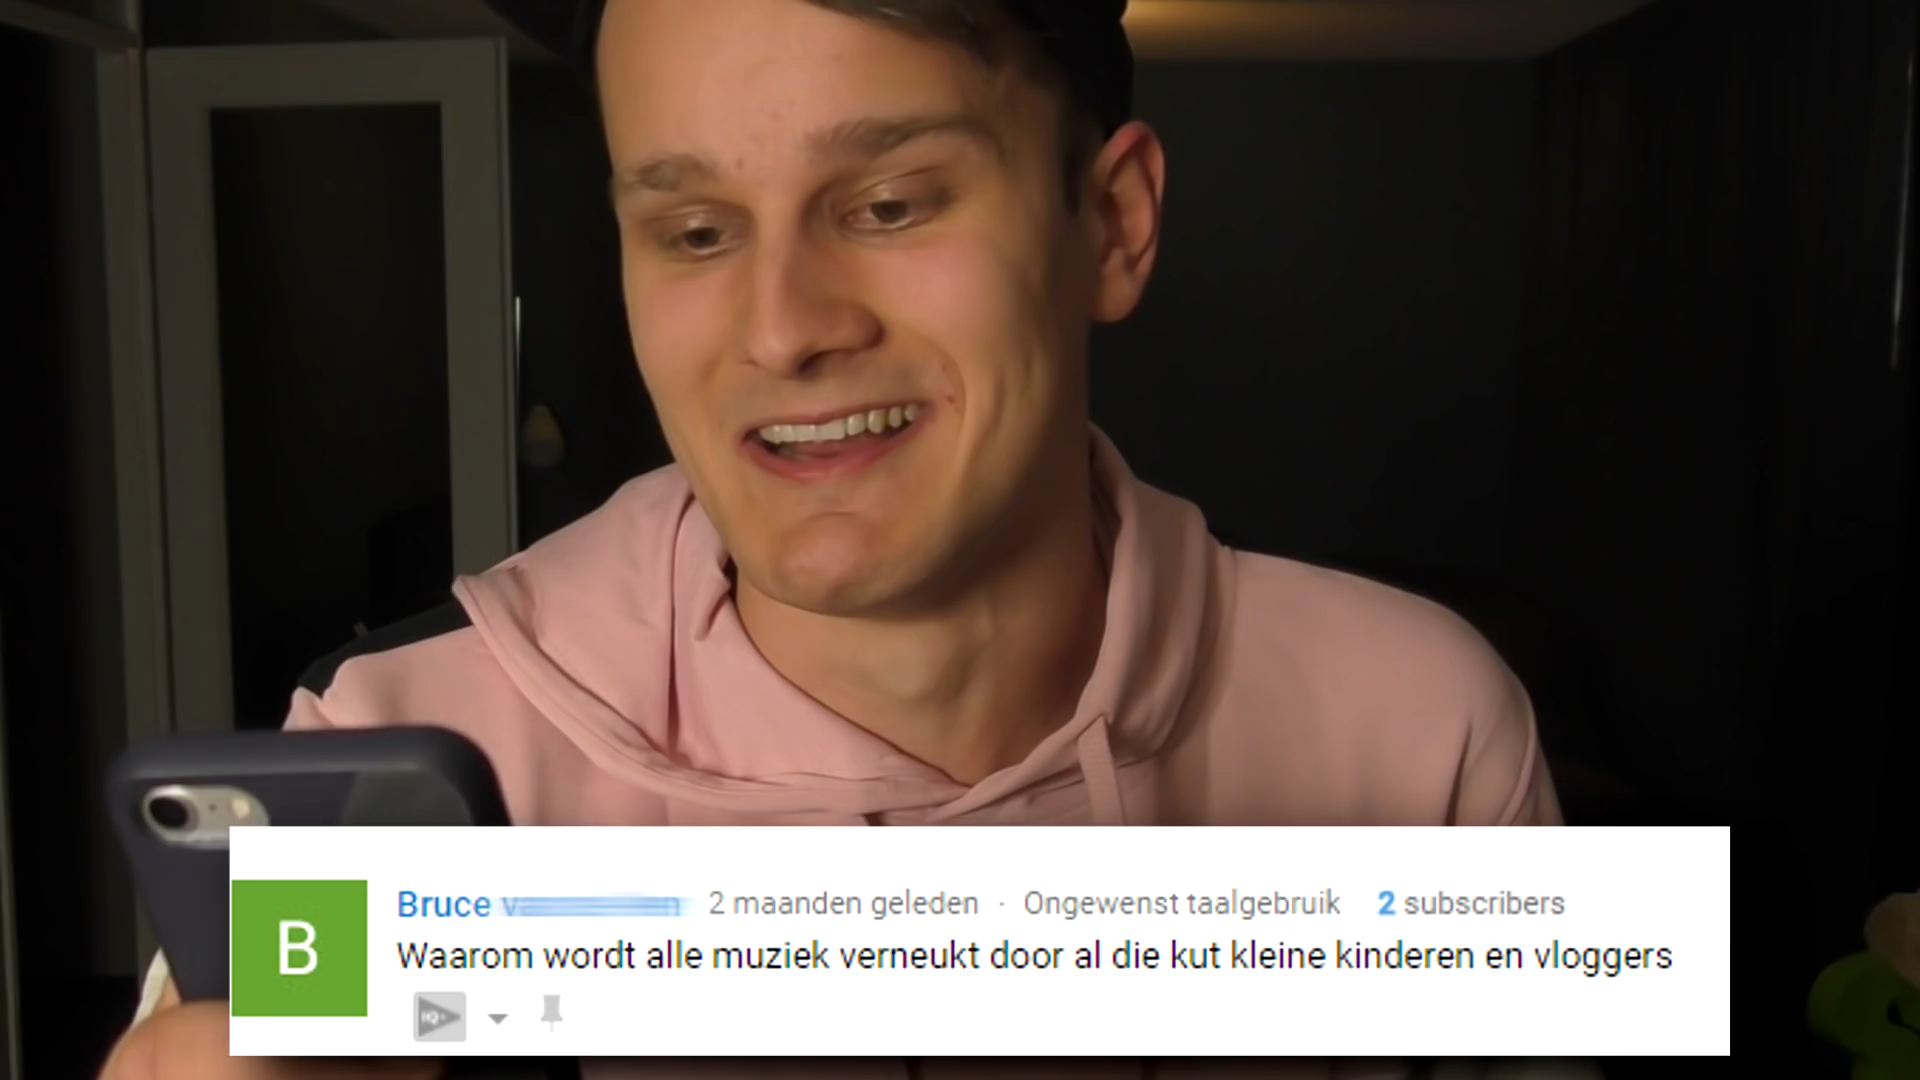 B
Bruce 2 maanden geleden · Ongewenst taalgebruik 2 subscribers
Waarom wordt alle muziek verneukt door al die kut kleine kinderen en vloggers